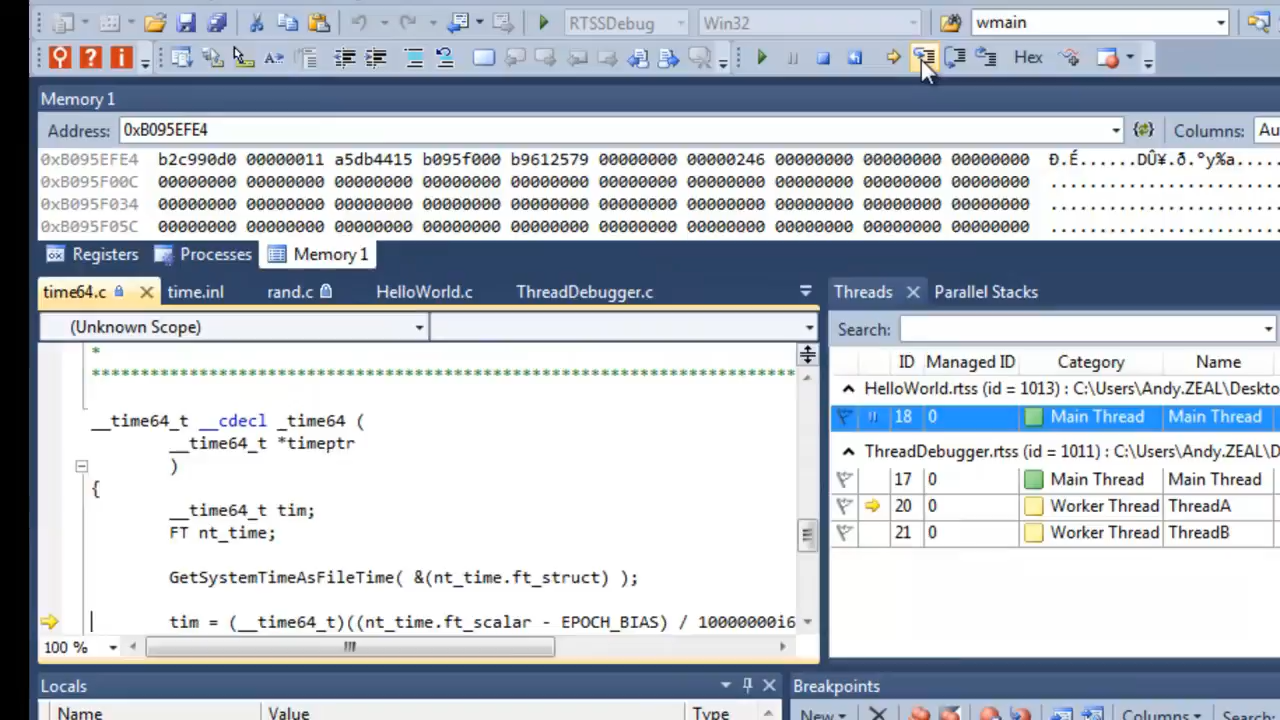 RTSSDebug Win32 wmain
Hex
Memory 1
Address: 0xB095EFE4 Columns: Au
0xB095EFE4 b2c990d0 00000011 a5db4415 b095f000 b9612579 00000000 00000246 00000000 00000000 00000000 Ð.É......DÛ¥.ð.°y%a.....
0xB095F00C 00000000 00000000 00000000 00000000 00000000 00000000 00000000 00000000 00000000 00000000 ........................
0xB095F034 00000000 00000000 00000000 00000000 00000000 00000000 00000000 00000000 00000000 00000000 ........................
0xB095F05C 00000000 00000000 00000000 00000000 00000000 00000000 00000000 00000000 00000000 00000000 ........................
Registers Processes Memory 1
time64.c time.inl rand.c HelloWorld.c ThreadDebugger.c
(Unknown Scope)
*
*******************************************************************************
__time64_t __cdecl _time64 (
__time64_t *timeptr
)
{
__time64_t tim;
FT nt_time;
GetSystemTimeAsFileTime( &(nt_time.ft_struct) );
tim = (__time64_t)((nt_time.ft_scalar - EPOCH_BIAS) / 10000000i6
100 %
Threads Parallel Stacks
Search:
ID Managed ID Category Name
HelloWorld.rtss (id = 1013) : C:\Users\Andy.ZEAL\Deskto
18 0 Main Thread Main Thread
ThreadDebugger.rtss (id = 1011) : C:\Users\Andy.ZEAL\D
17 0 Main Thread Main Thread
20 0 Worker Thread ThreadA
21 0 Worker Thread ThreadB
Locals
Name Value Type
Breakpoints
New Columns Search: